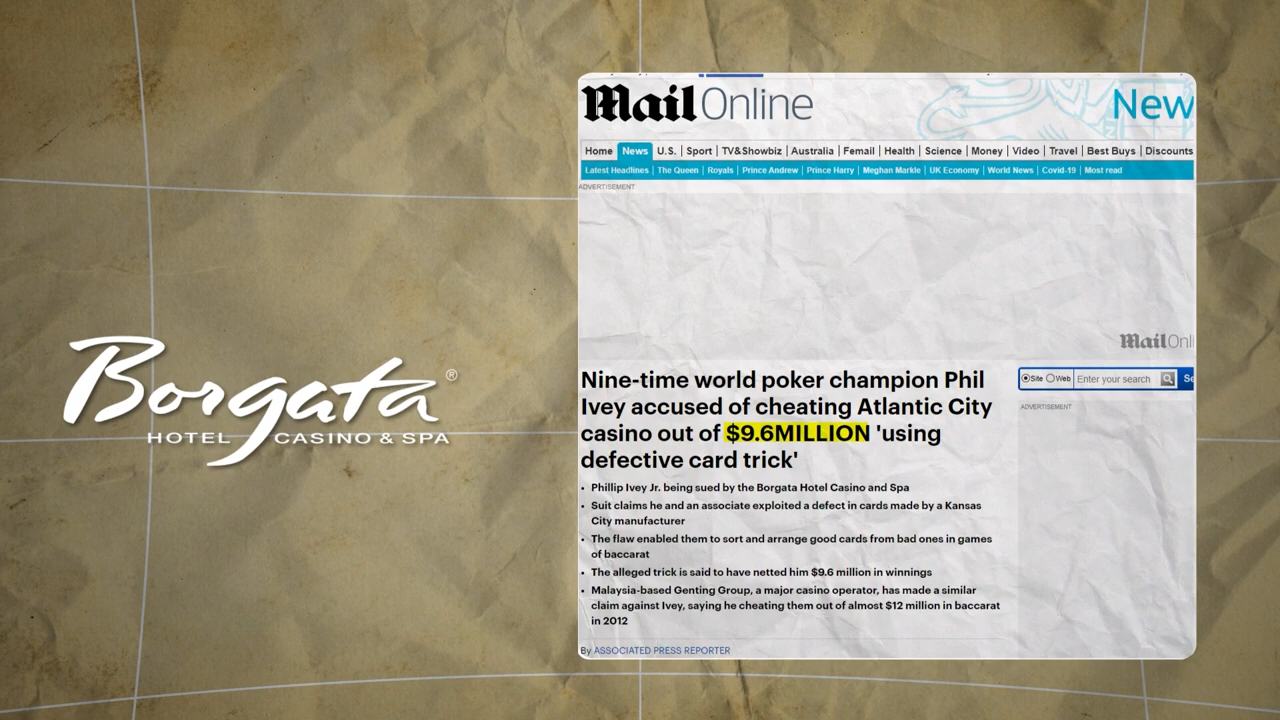 Borgata®
HOTEL CASINO & SPA
Mail Online
New
Home News U.S. Sport TV&Showbiz Australia Femail Health Science Money Video Travel Best Buys Discounts
Latest Headlines The Queen Royals Prince Andrew Prince Harry Meghan Markle UK Economy World News Covid-19 Most read
ADVERTISEMENT
Mail Onli
Nine-time world poker champion Phil
Ivey accused of cheating Atlantic City
casino out of $9.6MILLION 'using
defective card trick'
Site Web Enter your search Se
ADVERTISEMENT
• Phillip Ivey Jr. being sued by the Borgata Hotel Casino and Spa
• Suit claims he and an associate exploited a defect in cards made by a Kansas
City manufacturer
• The flaw enabled them to sort and arrange good cards from bad ones in games
of baccarat
• The alleged trick is said to have netted him $9.6 million in winnings
• Malaysia-based Genting Group, a major casino operator, has made a similar
claim against Ivey, saying he cheating them out of almost $12 million in baccarat
in 2012
By ASSOCIATED PRESS REPORTER